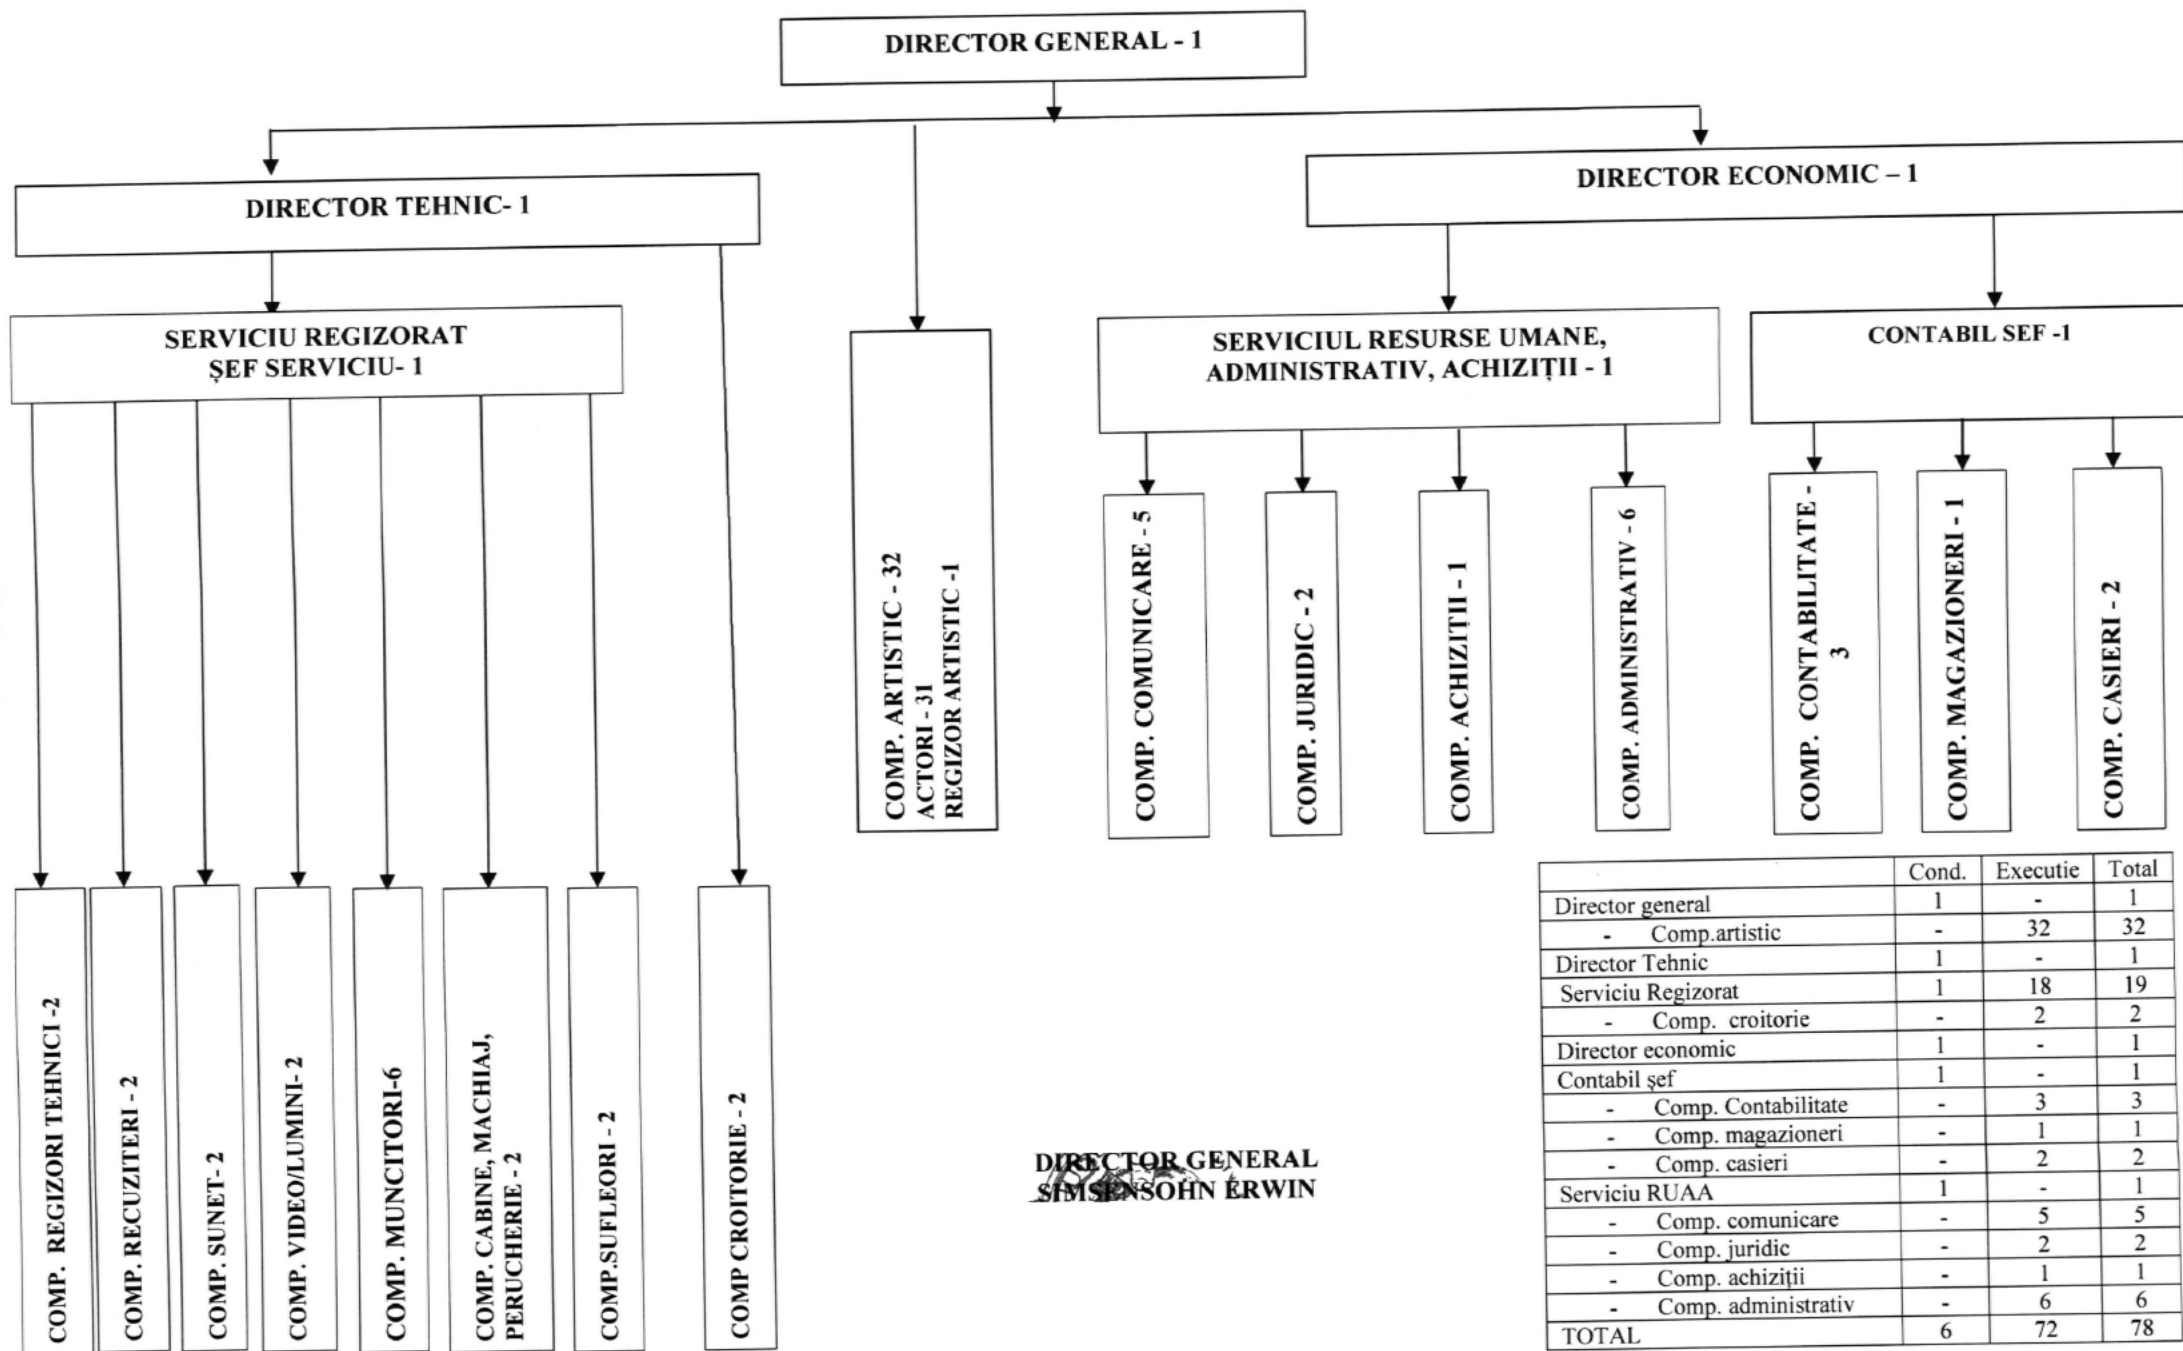 DIRECTOR GENERAL - 1
DIRECTOR TEHNIC- 1
DIRECTOR ECONOMIC – 1
SERVICIU REGIZORAT
ȘEF SERVICIU- 1
SERVICIUL RESURSE UMANE,
ADMINISTRATIV, ACHIZIȚII - 1
CONTABIL SEF -1
COMP. ARTISTIC - 32
ACTORI - 31
REGIZOR ARTISTIC -1
COMP. COMUNICARE - 5
COMP. JURIDIC - 2
COMP. ACHIZIȚII - 1
COMP. ADMINISTRATIV - 6
COMP. CONTABILITATE -
3
COMP. MAGAZIONERI - 1
COMP. CASIERI - 2
COMP. REGIZORI TEHNICI -2
COMP. RECUZITERI - 2
COMP. SUNET- 2
COMP. VIDEO/LUMINI- 2
COMP. MUNCITORI-6
COMP. CABINE, MACHIAJ,
PERUCHERIE - 2
COMP.SUFLEORI - 2
COMP CROITORIE - 2
DIRECTOR GENERAL
SIMSENSOHN ERWIN
Cond. Executie Total
Director general 1 - 1
- Comp.artistic - 32 32
Director Tehnic 1 - 1
Serviciu Regizorat 1 18 19
- Comp. croitorie - 2 2
Director economic 1 - 1
Contabil șef 1 - 1
- Comp. Contabilitate - 3 3
- Comp. magazioneri - 1 1
- Comp. casieri - 2 2
Serviciu RUAA 1 - 1
- Comp. comunicare - 5 5
- Comp. juridic - 2 2
- Comp. achiziții - 1 1
- Comp. administrativ - 6 6
TOTAL 6 72 78